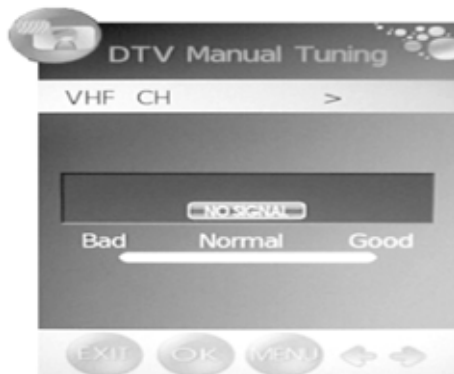 DTV Manual Tuning
VHF CH >
NO SIGNAL
Bad Normal Good
EXIT OK MENU